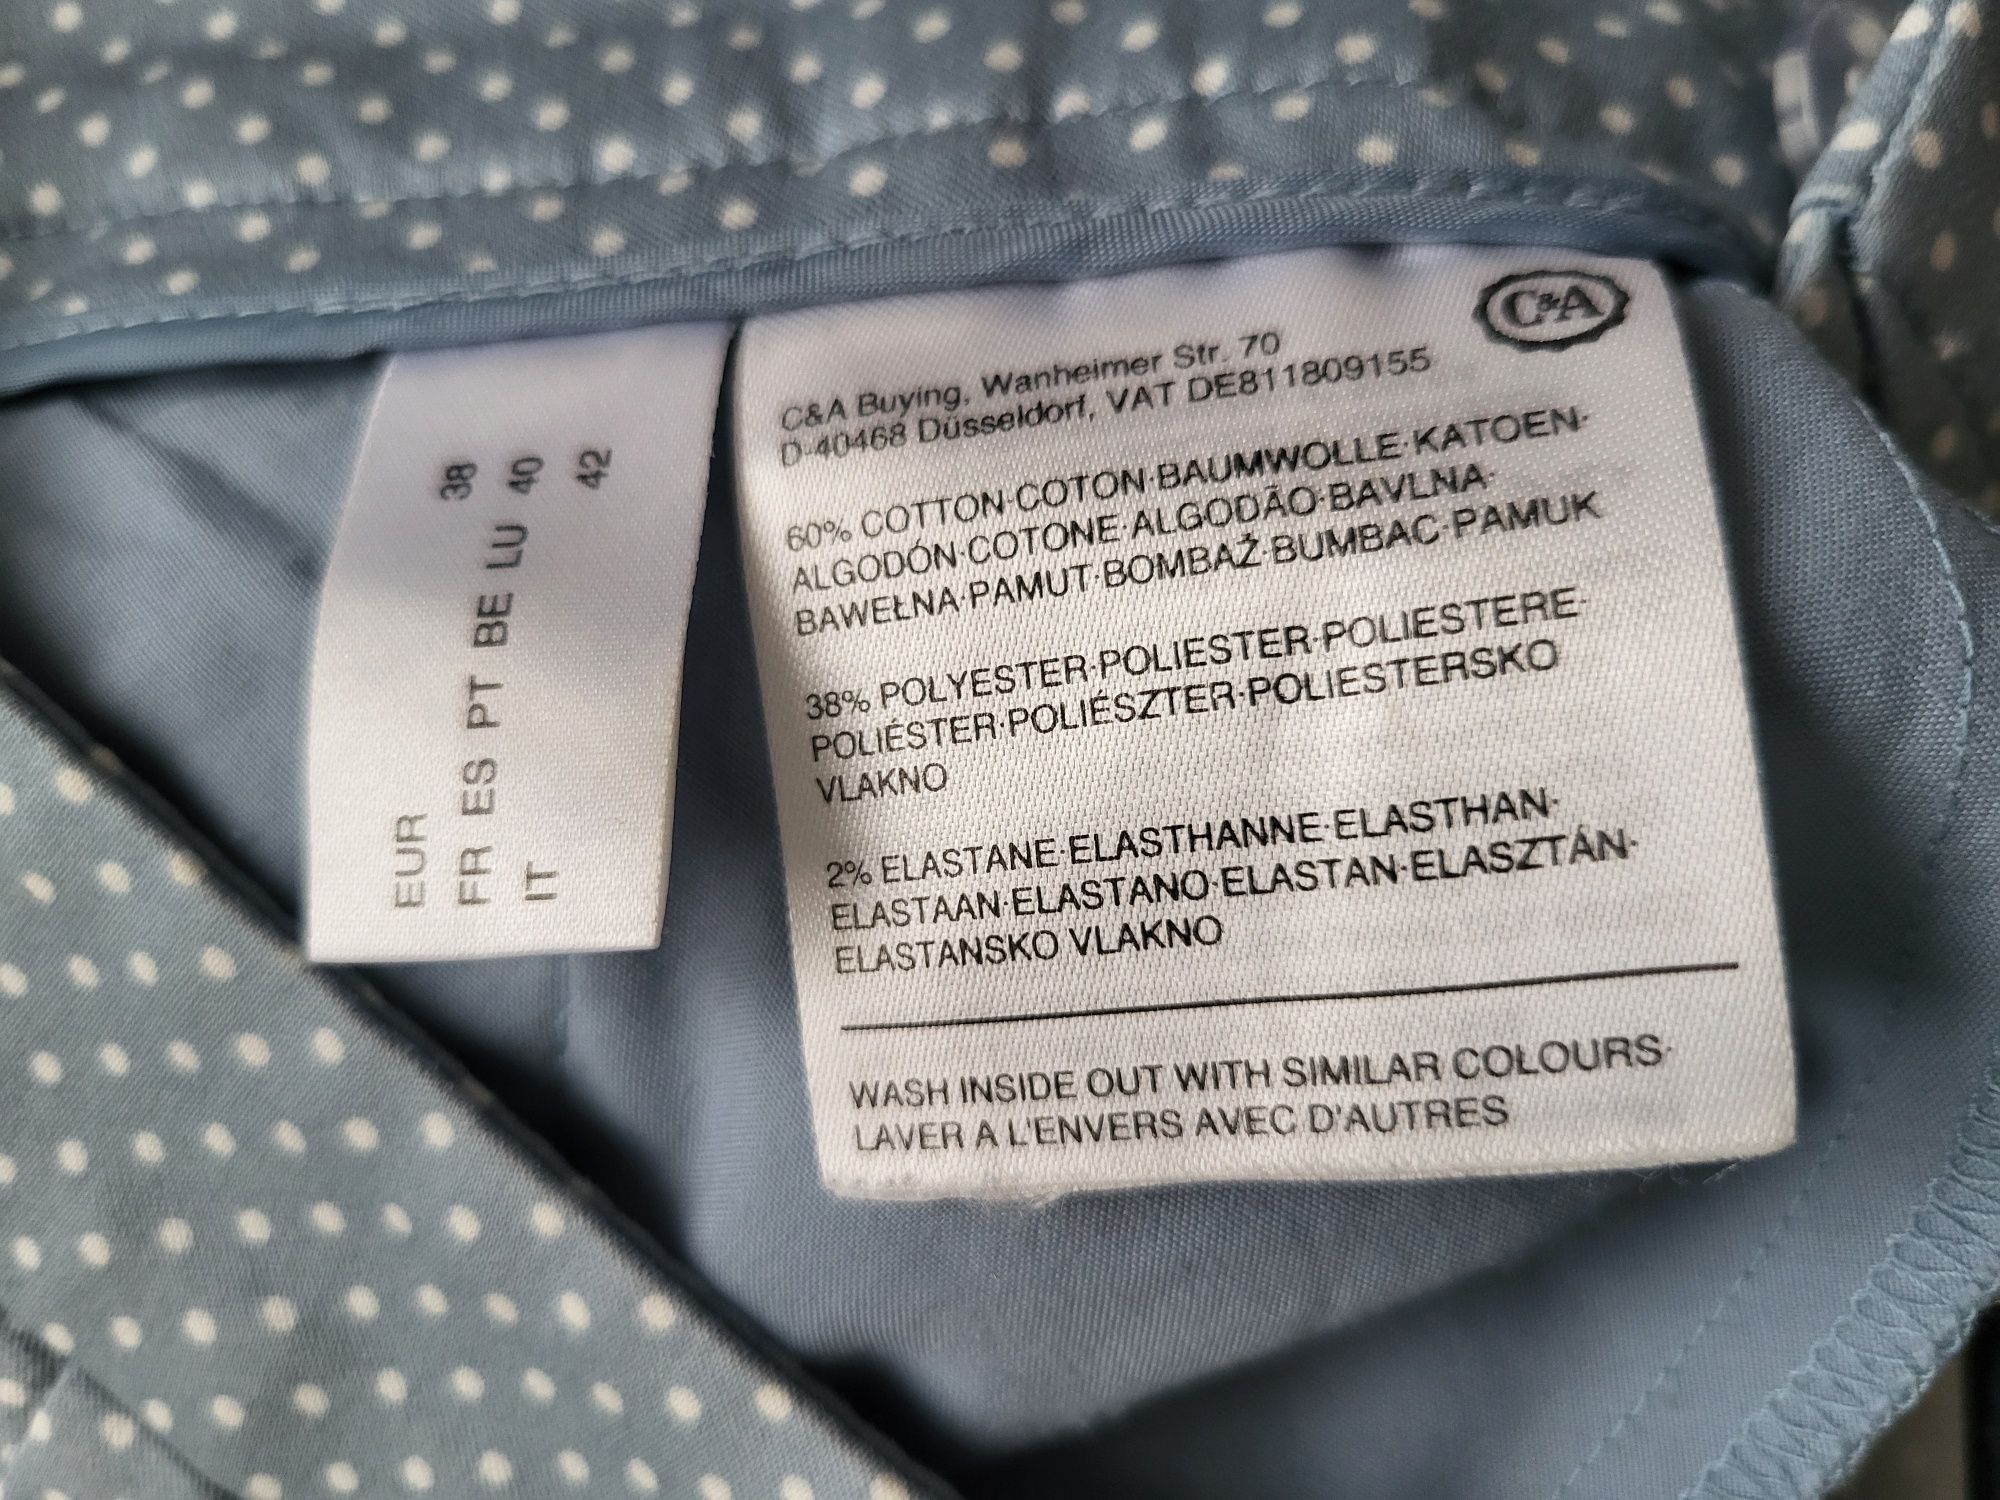 EUR 38
FR ES PT BE LU 40
IT 42
C&A
C&A Buying, Wanheimer Str. 70
D-40468 Düsseldorf, VAT DE811809155
60% COTTON·COTON·BAUMWOLLE·KATOEN·
ALGODÓN·COTONE·ALGODÃO·BAVLNA·
BAWEŁNA·PAMUT·BOMBAŽ·BUMBAC·PAMUK
38% POLYESTER·POLIESTER·POLIESTERE·
POLIÉSTER·POLIÉSZTER·POLIESTERSKO
VLAKNO
2% ELASTANE·ELASTHANNE·ELASTHAN·
ELASTAAN·ELASTANO·ELASTAN·ELASZTÁN·
ELASTANSKO VLAKNO
WASH INSIDE OUT WITH SIMILAR COLOURS·
LAVER A L'ENVERS AVEC D'AUTRES